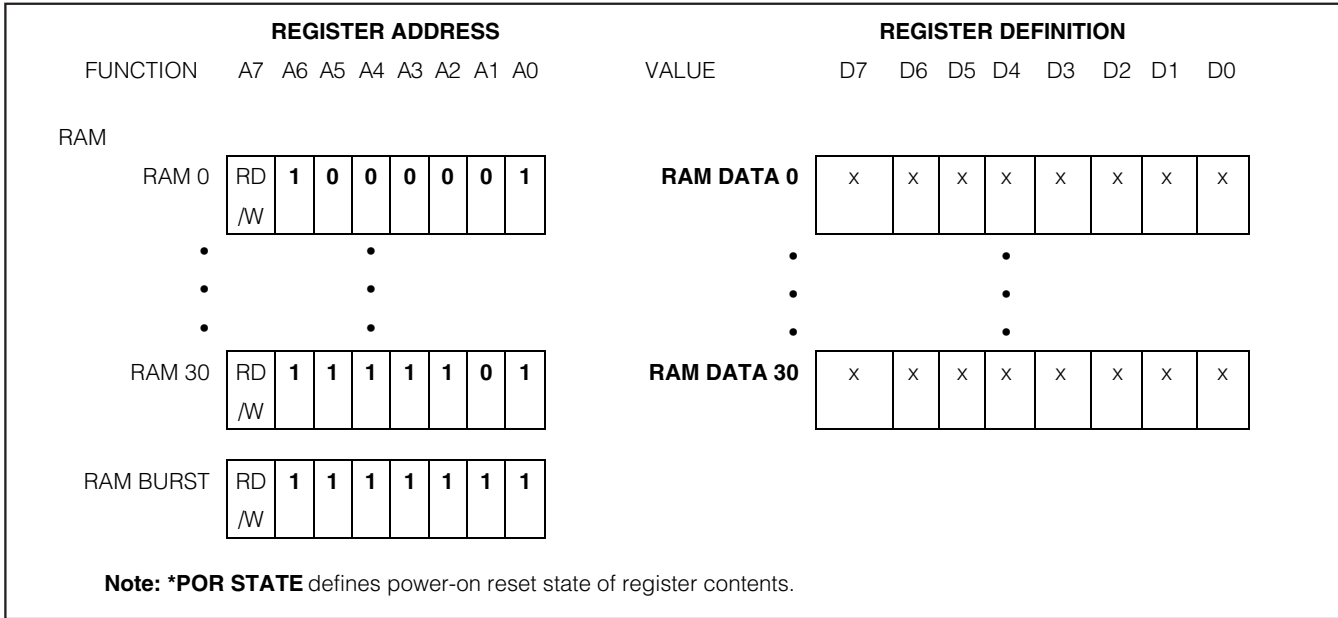 REGISTER ADDRESS REGISTER DEFINITION
FUNCTION A7 A6 A5 A4 A3 A2 A1 A0 VALUE D7 D6 D5 D4 D3 D2 D1 D0
RAM
RAM 0 RD /W 1 0 0 0 0 0 1 RAM DATA 0 x x x x x x x x
• • • •
• • • •
• • • •
RAM 30 RD /W 1 1 1 1 1 0 1 RAM DATA 30 x x x x x x x x
RAM BURST RD /W 1 1 1 1 1 1 1
Note: *POR STATE defines power-on reset state of register contents.